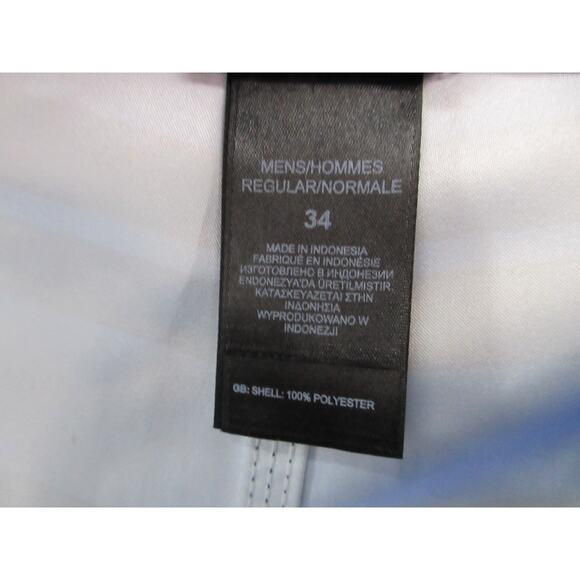 MENS/HOMMES
REGULAR/NORMALE
34
MADE IN INDONESIA
FABRIQUÉ EN INDONÉSIE
ИЗГОТОВЛЕНО В ИНДОНЕЗИИ
ENDONEZYA'DA ÜRETILMIŞTIR.
ΚΑΤΑΣΚΕΥΑΖΕΤΑΙ ΣΤΗΝ
ΙΝΔΟΝΗΣΙΑ
WYPRODUKOWANO W
INDONEZJI
GB: SHELL: 100% POLYESTER